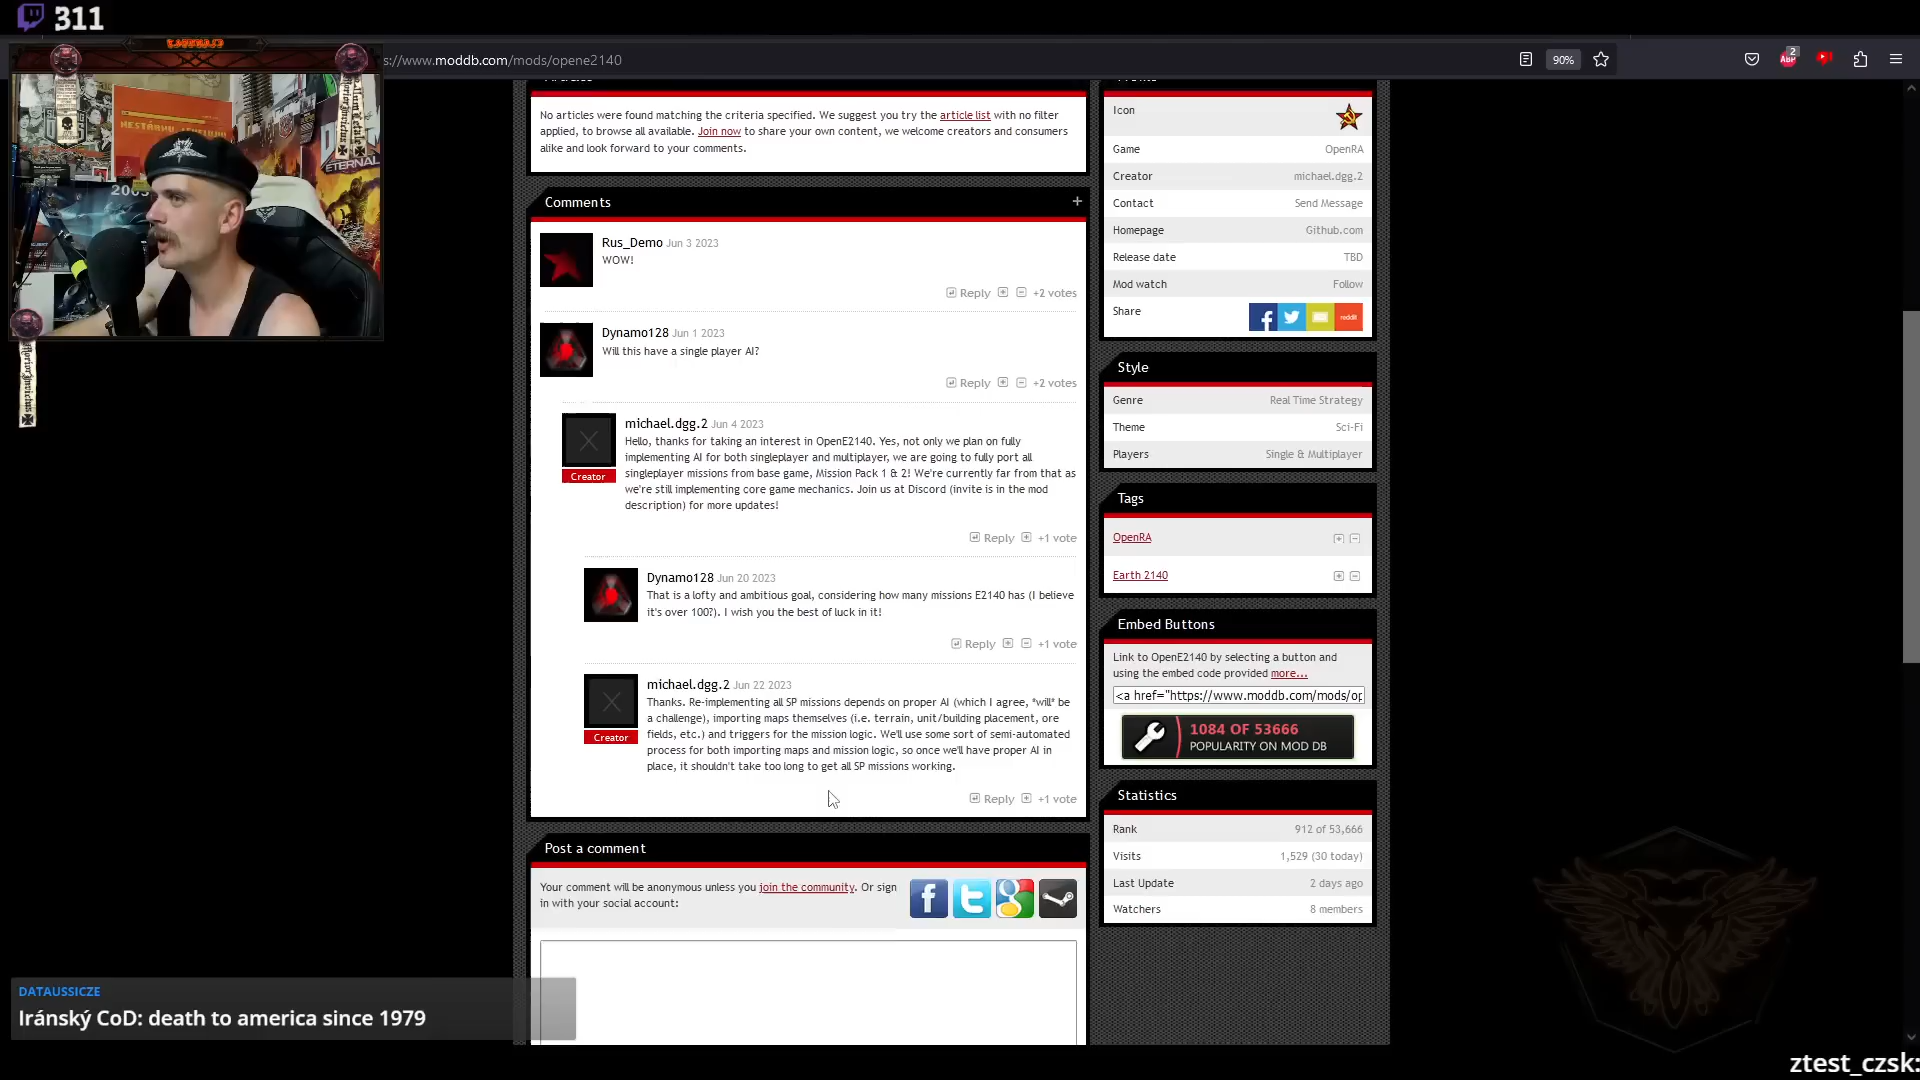 311
s://www.moddb.com/mods/opene2140
90%
2
ABP
NESTÁRNU, NEVELUJU
ETERNAL
2003
No articles were found matching the criteria specified. We suggest you try the article list with no filter
applied, to browse all available. Join now to share your own content, we welcome creators and consumers
alike and look forward to your comments.
Comments
+
Rus_Demo Jun 3 2023
WOW!
Reply +2 votes
Dynamo128 Jun 1 2023
Will this have a single player AI?
Reply +2 votes
michael.dgg.2 Jun 4 2023
Creator
Hello, thanks for taking an interest in OpenE2140. Yes, not only we plan on fully
implementing AI for both singleplayer and multiplayer, we are going to fully port all
singleplayer missions from base game, Mission Pack 1 & 2! We're currently far from that as
we're still implementing core game mechanics. Join us at Discord (invite is in the mod
description) for more updates!
Reply +1 vote
Dynamo128 Jun 20 2023
That is a lofty and ambitious goal, considering how many missions E2140 has (I believe
it's over 100?). I wish you the best of luck in it!
Reply +1 vote
michael.dgg.2 Jun 22 2023
Creator
Thanks. Re-implementing all SP missions depends on proper AI (which I agree, *will* be
a challenge), importing maps themselves (i.e. terrain, unit/building placement, ore
fields, etc.) and triggers for the mission logic. We'll use some sort of semi-automated
process for both importing maps and mission logic, so once we'll have proper AI in
place, it shouldn't take too long to get all SP missions working.
Reply +1 vote
Post a comment
Your comment will be anonymous unless you join the community. Or sign
in with your social account:
Icon
Game OpenRA
Creator michael.dgg.2
Contact Send Message
Homepage Github.com
Release date TBD
Mod watch Follow
Share
reddit
Style
Genre Real Time Strategy
Theme Sci-Fi
Players Single & Multiplayer
Tags
OpenRA
Earth 2140
Embed Buttons
Link to OpenE2140 by selecting a button and
using the embed code provided more...
<a href="https://www.moddb.com/mods/op
1084 OF 53666
POPULARITY ON MOD DB
Statistics
Rank 912 of 53,666
Visits 1,529 (30 today)
Last Update 2 days ago
Watchers 8 members
DATAUSSICZE
Iránský CoD: death to america since 1979
ztest_czsk: